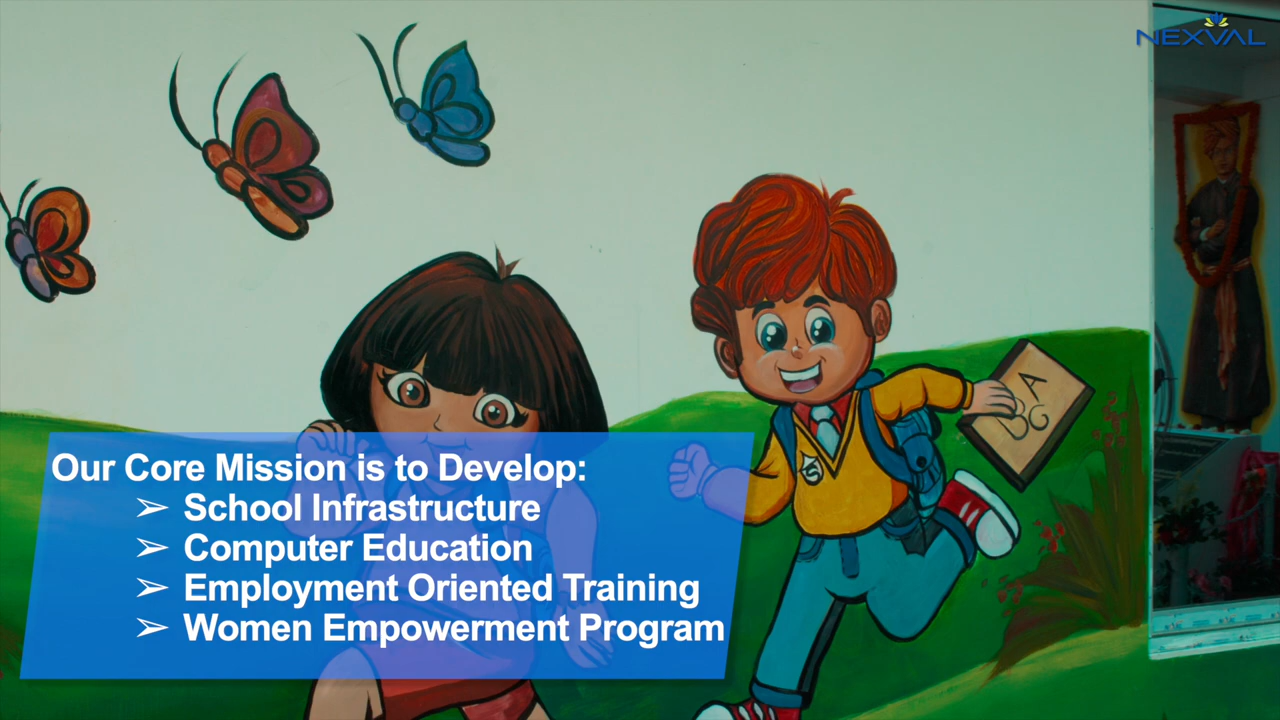 NEXVAL
Our Core Mission is to Develop:
➢ School Infrastructure
➢ Computer Education
➢ Employment Oriented Training
➢ Women Empowerment Program
A